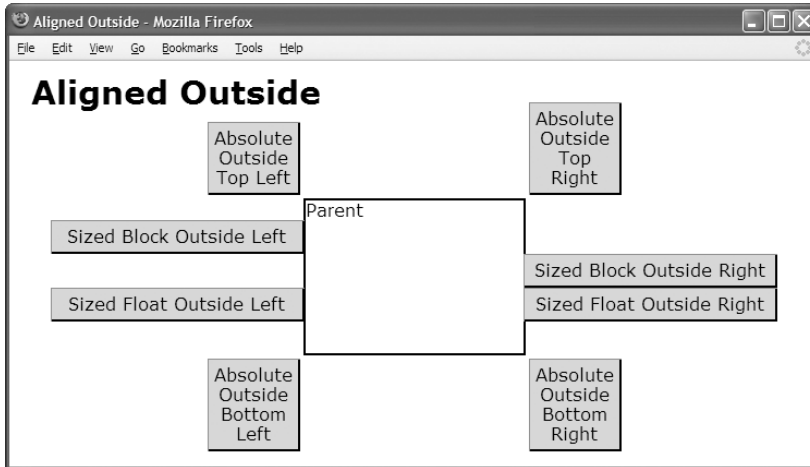 Aligned Outside - Mozilla Firefox
File Edit View Go Bookmarks Tools Help
Aligned Outside
Absolute
Outside
Top Left
Absolute
Outside
Top
Right
Parent
Sized Block Outside Left
Sized Block Outside Right
Sized Float Outside Left
Sized Float Outside Right
Absolute
Outside
Bottom
Left
Absolute
Outside
Bottom
Right